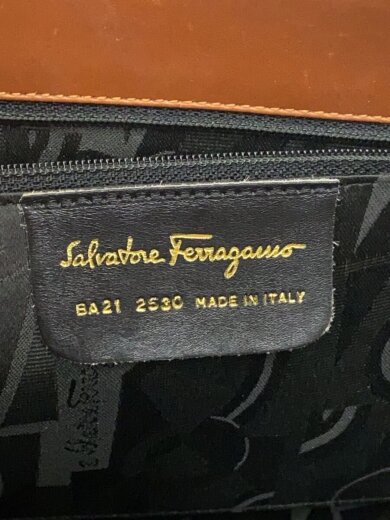 Salvatore Ferragamo
BA21 2530 MADE IN ITALY